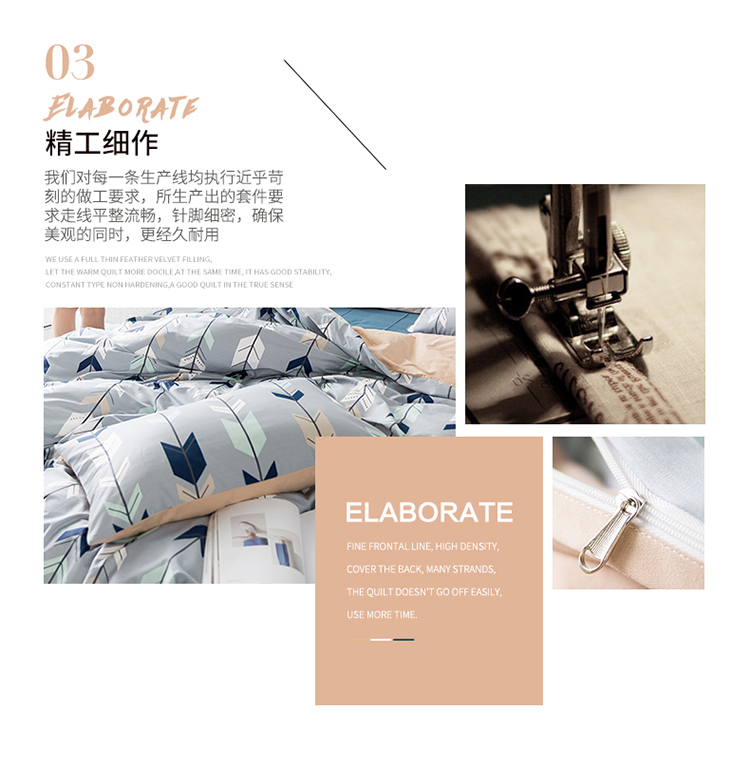 03
ELABORATE
精工细作
我们对每一条生产线均执行近乎苛
刻的做工要求，所生产出的套件要
求走线平整流畅，针脚细密，确保
美观的同时，更经久耐用
WE USE A FULL THIN FEATHER VELVET FILLING,
LET THE WARM QUILT MORE DOCILE,AT THE SAME TIME, IT HAS GOOD STABILITY,
CONSTANT TYPE NON HARDENING,A GOOD QUILT IN THE TRUE SENSE
ELABORATE
FINE FRONTAL LINE, HIGH DENSITY,
COVER THE BACK, MANY STRANDS,
THE QUILT DOESN'T GO OFF EASILY,
USE MORE TIME.